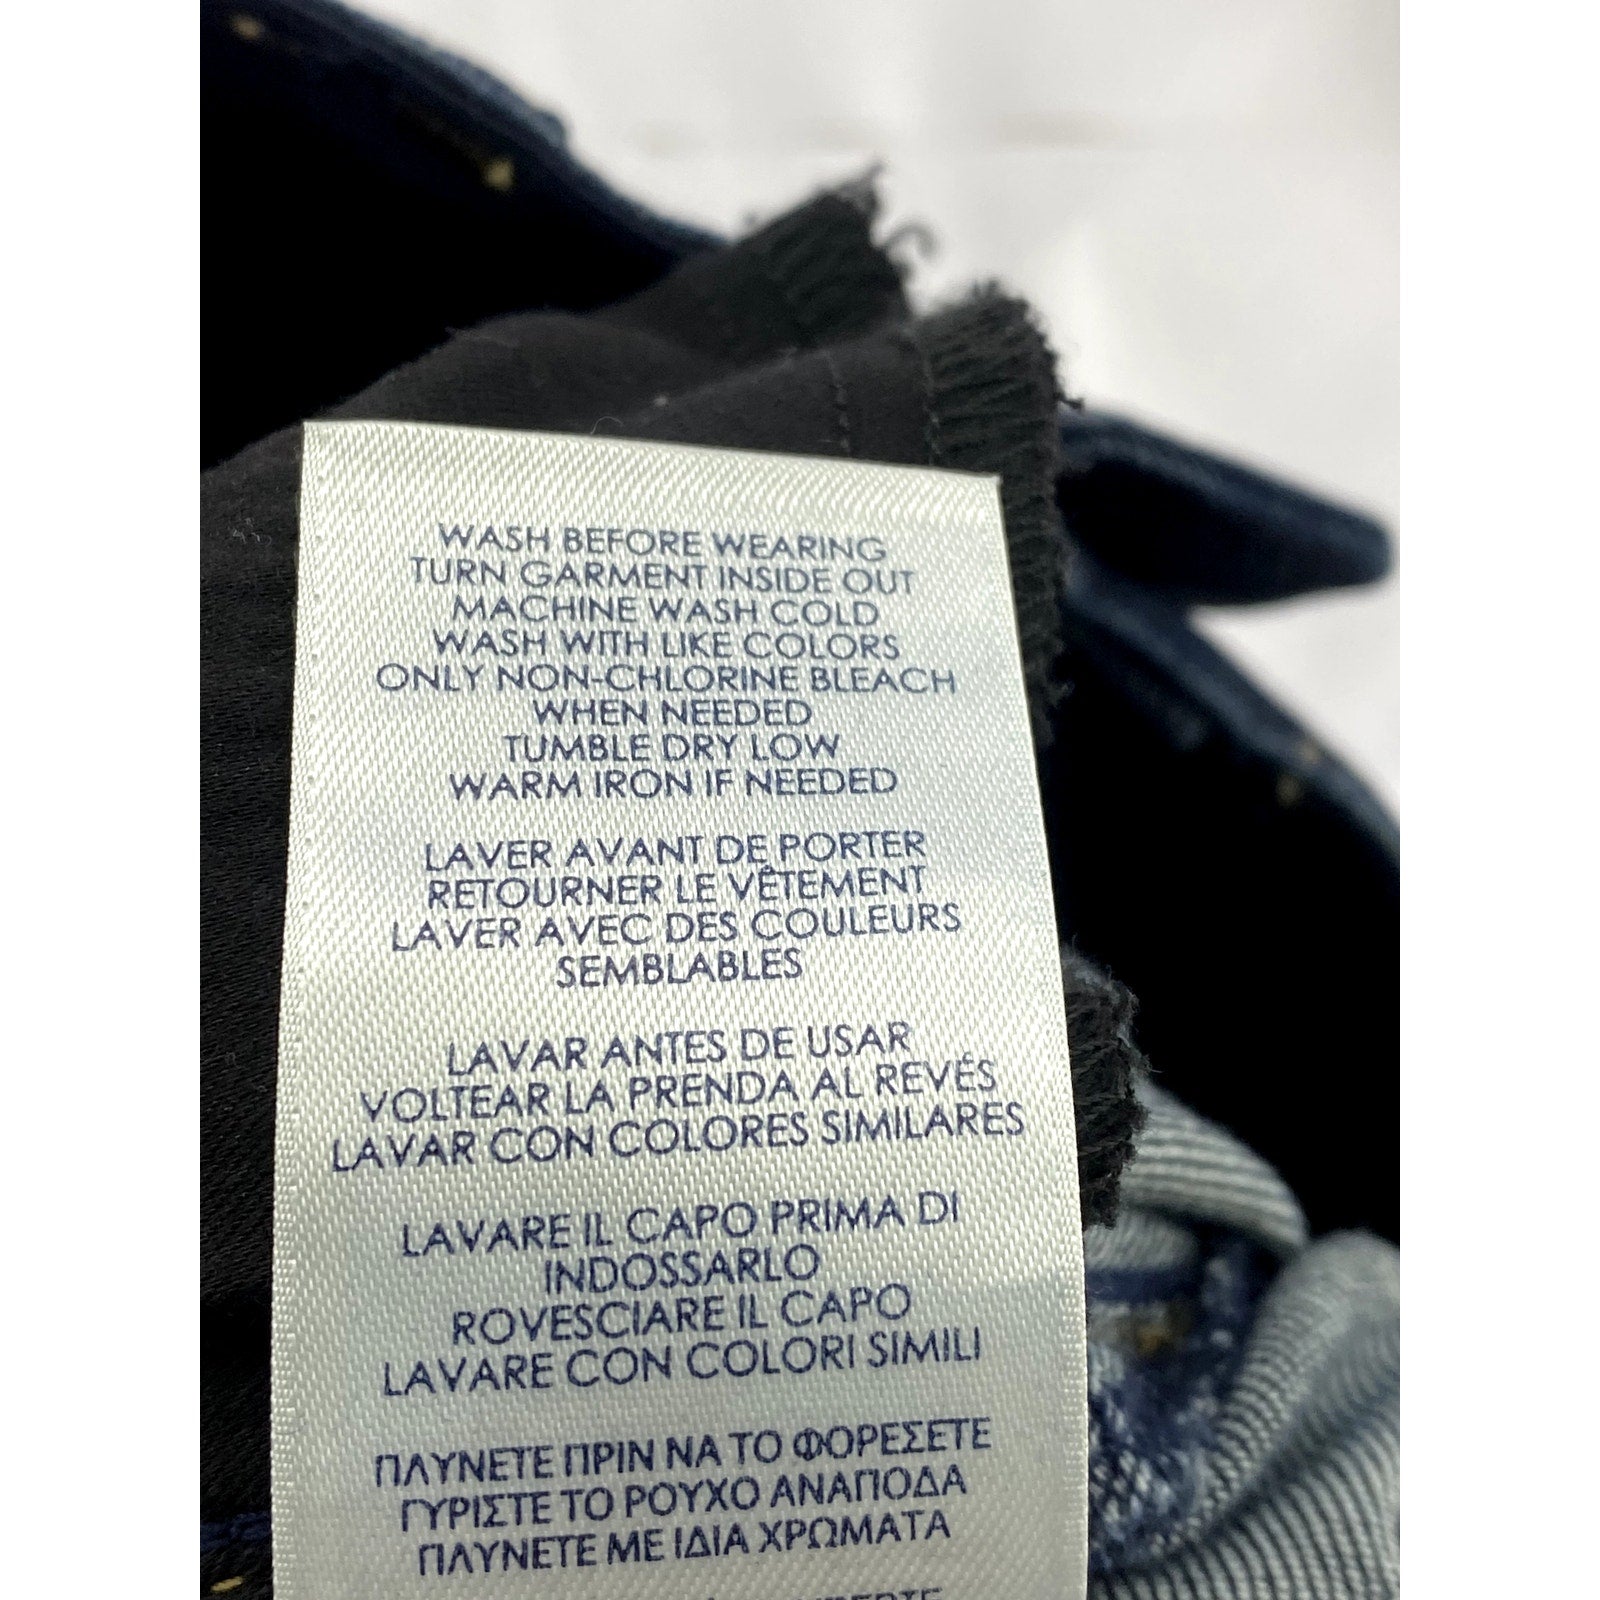 WASH BEFORE WEARING
TURN GARMENT INSIDE OUT
MACHINE WASH COLD
WASH WITH LIKE COLORS
ONLY NON-CHLORINE BLEACH
WHEN NEEDED
TUMBLE DRY LOW
WARM IRON IF NEEDED
LAVER AVANT DE PORTER
RETOURNER LE VÊTEMENT
LAVER AVEC DES COULEURS
SEMBLABLES
LAVAR ANTES DE USAR
VOLTEAR LA PRENDA AL REVÉS
LAVAR CON COLORES SIMILARES
LAVARE IL CAPO PRIMA DI
INDOSSARLO
ROVESCIARE IL CAPO
LAVARE CON COLORI SIMILI
ΠΛΥΝΕΤΕ ΠΡΙΝ ΝΑ ΤΟ ΦΟΡΕΣΕΤΕ
ΓΥΡΙΣΤΕ ΤΟ ΡΟΥΧΟ ΑΝΑΠΟΔΑ
ΠΛΥΝΕΤΕ ΜΕ ΙΔΙΑ ΧΡΩΜΑΤΑ